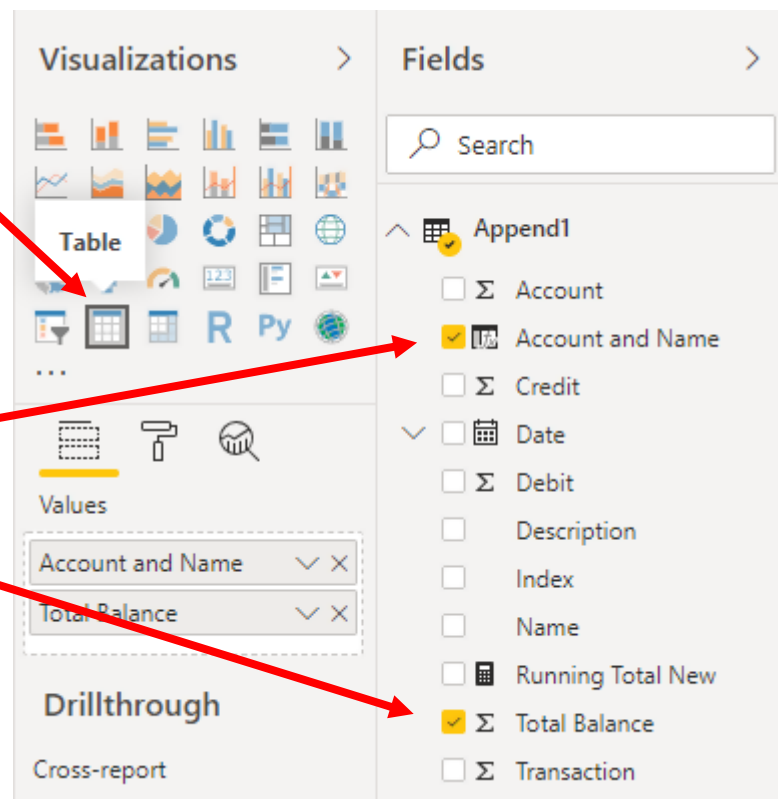 Visualizations
Table
123
R Py
...
Values
Account and Name
Total Balance
Drillthrough
Cross-report
Fields
Search
Append1
Σ Account
Account and Name
Σ Credit
Date
Σ Debit
Description
Index
Name
Running Total New
Σ Total Balance
Σ Transaction